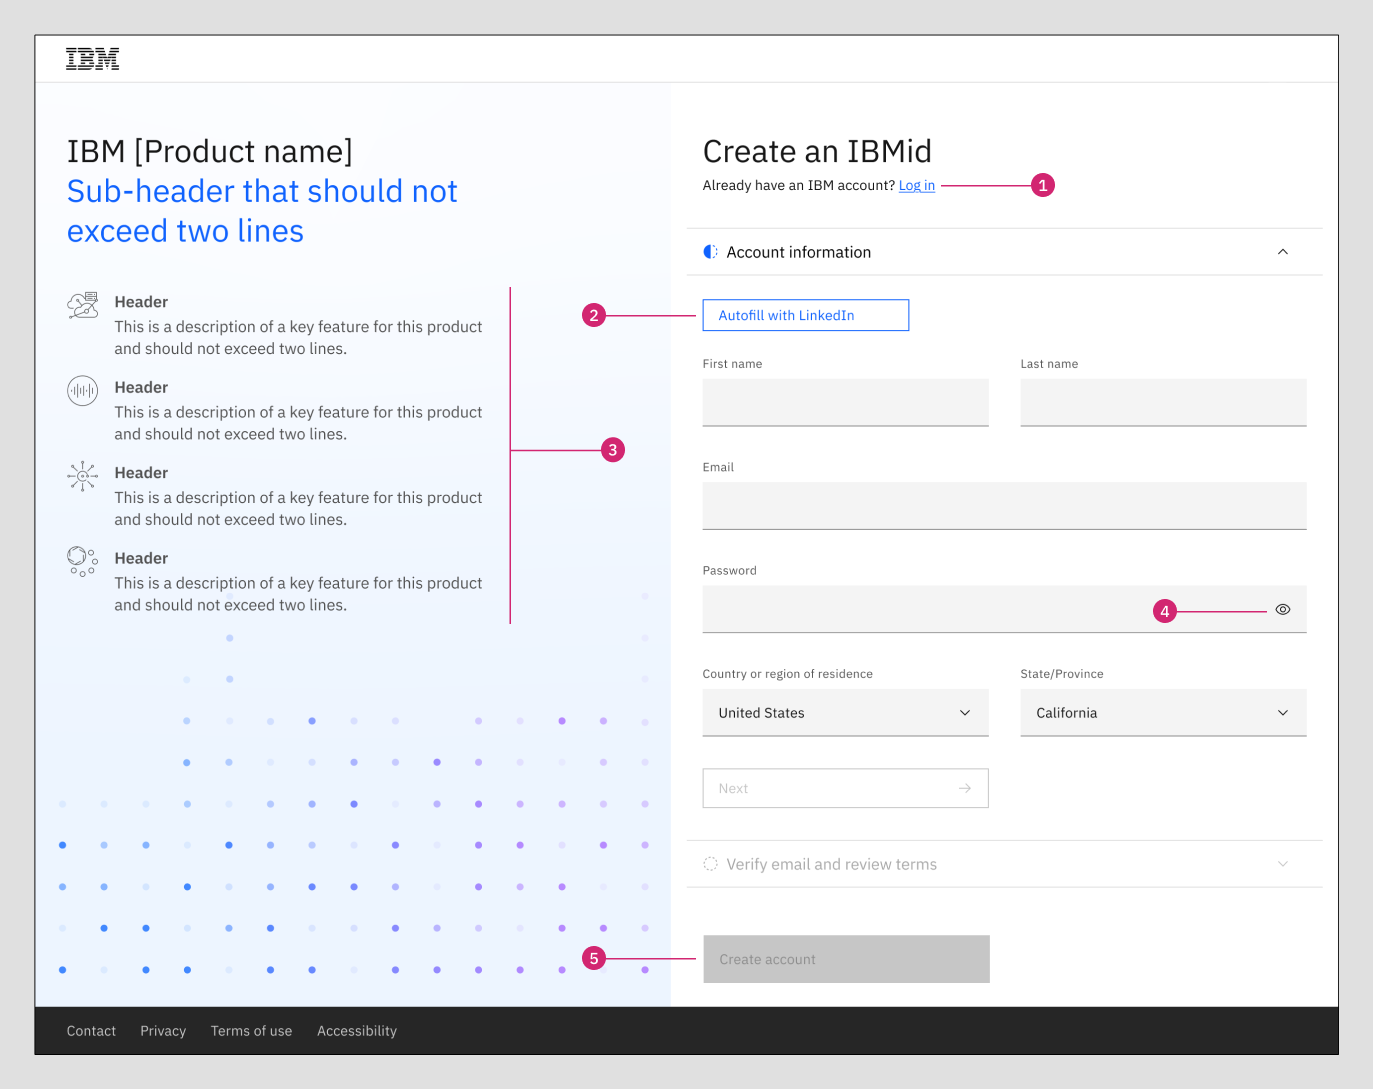 IBM
IBM [Product name]
Sub-header that should not
exceed two lines
Header
This is a description of a key feature for this product
and should not exceed two lines.
Header
This is a description of a key feature for this product
and should not exceed two lines.
Header
This is a description of a key feature for this product
and should not exceed two lines.
Header
This is a description of a key feature for this product
and should not exceed two lines.
3
Create an IBMid
Already have an IBM account? Log in
1
Account information
2
Autofill with LinkedIn
First name
Last name
Email
Password
4
Country or region of residence
State/Province
United States
California
Next
Verify email and review terms
5
Create account
Contact
Privacy
Terms of use
Accessibility